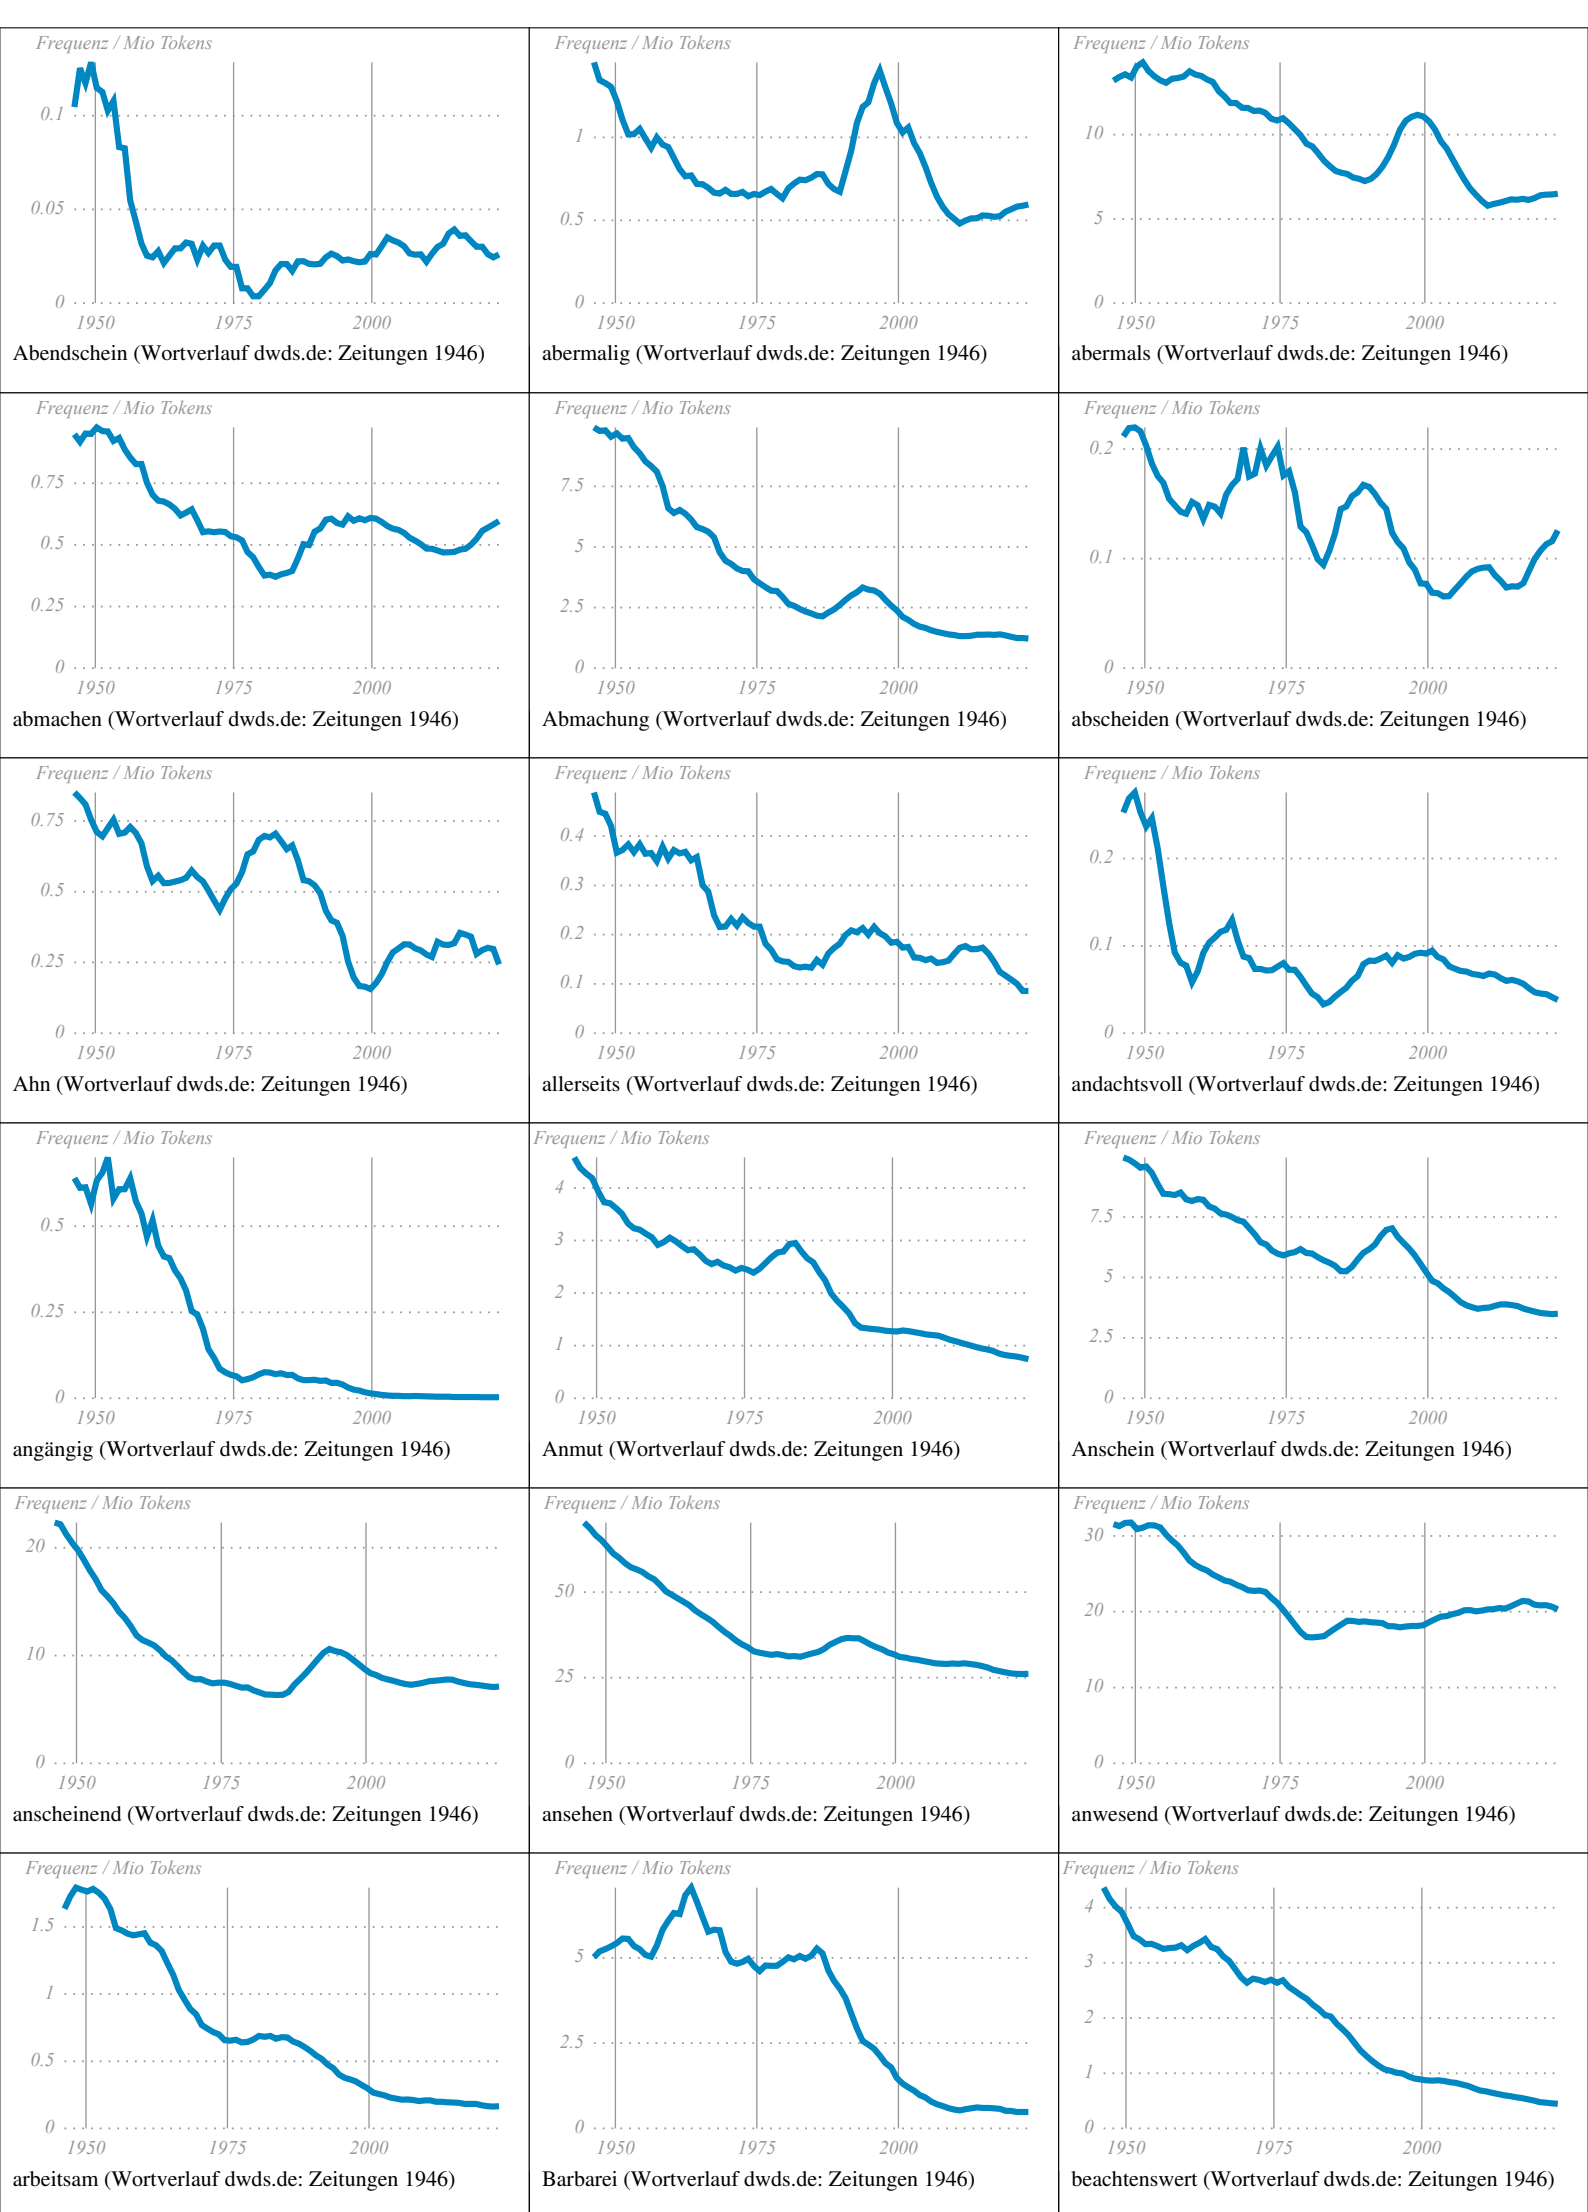 Frequenz / Mio Tokens
0.1
0.05
0
1950 1975 2000
Abendschein (Wortverlauf dwds.de: Zeitungen 1946)
Frequenz / Mio Tokens
1
0.5
0
1950 1975 2000
abermalig (Wortverlauf dwds.de: Zeitungen 1946)
Frequenz / Mio Tokens
10
5
0
1950 1975 2000
abermals (Wortverlauf dwds.de: Zeitungen 1946)
Frequenz / Mio Tokens
0.75
0.5
0.25
0
1950 1975 2000
abmachen (Wortverlauf dwds.de: Zeitungen 1946)
Frequenz / Mio Tokens
7.5
5
2.5
0
1950 1975 2000
Abmachung (Wortverlauf dwds.de: Zeitungen 1946)
Frequenz / Mio Tokens
0.2
0.1
0
1950 1975 2000
abscheiden (Wortverlauf dwds.de: Zeitungen 1946)
Frequenz / Mio Tokens
0.75
0.5
0.25
0
1950 1975 2000
Ahn (Wortverlauf dwds.de: Zeitungen 1946)
Frequenz / Mio Tokens
0.4
0.3
0.2
0.1
0
1950 1975 2000
allerseits (Wortverlauf dwds.de: Zeitungen 1946)
Frequenz / Mio Tokens
0.2
0.1
0
1950 1975 2000
andachtsvoll (Wortverlauf dwds.de: Zeitungen 1946)
Frequenz / Mio Tokens
0.5
0.25
0
1950 1975 2000
angängig (Wortverlauf dwds.de: Zeitungen 1946)
Frequenz / Mio Tokens
4
3
2
1
0
1950 1975 2000
Anmut (Wortverlauf dwds.de: Zeitungen 1946)
Frequenz / Mio Tokens
7.5
5
2.5
0
1950 1975 2000
Anschein (Wortverlauf dwds.de: Zeitungen 1946)
Frequenz / Mio Tokens
20
10
0
1950 1975 2000
anscheinend (Wortverlauf dwds.de: Zeitungen 1946)
Frequenz / Mio Tokens
50
25
0
1950 1975 2000
ansehen (Wortverlauf dwds.de: Zeitungen 1946)
Frequenz / Mio Tokens
30
20
10
0
1950 1975 2000
anwesend (Wortverlauf dwds.de: Zeitungen 1946)
Frequenz / Mio Tokens
1.5
1
0.5
0
1950 1975 2000
arbeitsam (Wortverlauf dwds.de: Zeitungen 1946)
Frequenz / Mio Tokens
5
2.5
0
1950 1975 2000
Barbarei (Wortverlauf dwds.de: Zeitungen 1946)
Frequenz / Mio Tokens
4
3
2
1
0
1950 1975 2000
beachtenswert (Wortverlauf dwds.de: Zeitungen 1946)